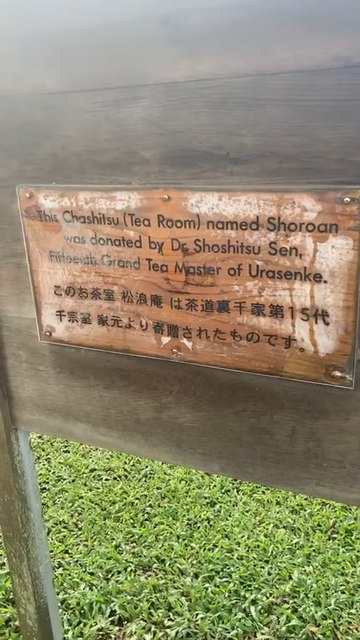 This Chashitsu (Tea Room) named Shoroan
was donated by Dr. Shoshitsu Sen,
Fifteenth Grand Tea Master of Urasenke.
このお茶室 松浪庵 は茶道裏千家第15代
千宗室 家元より寄贈されたものです。